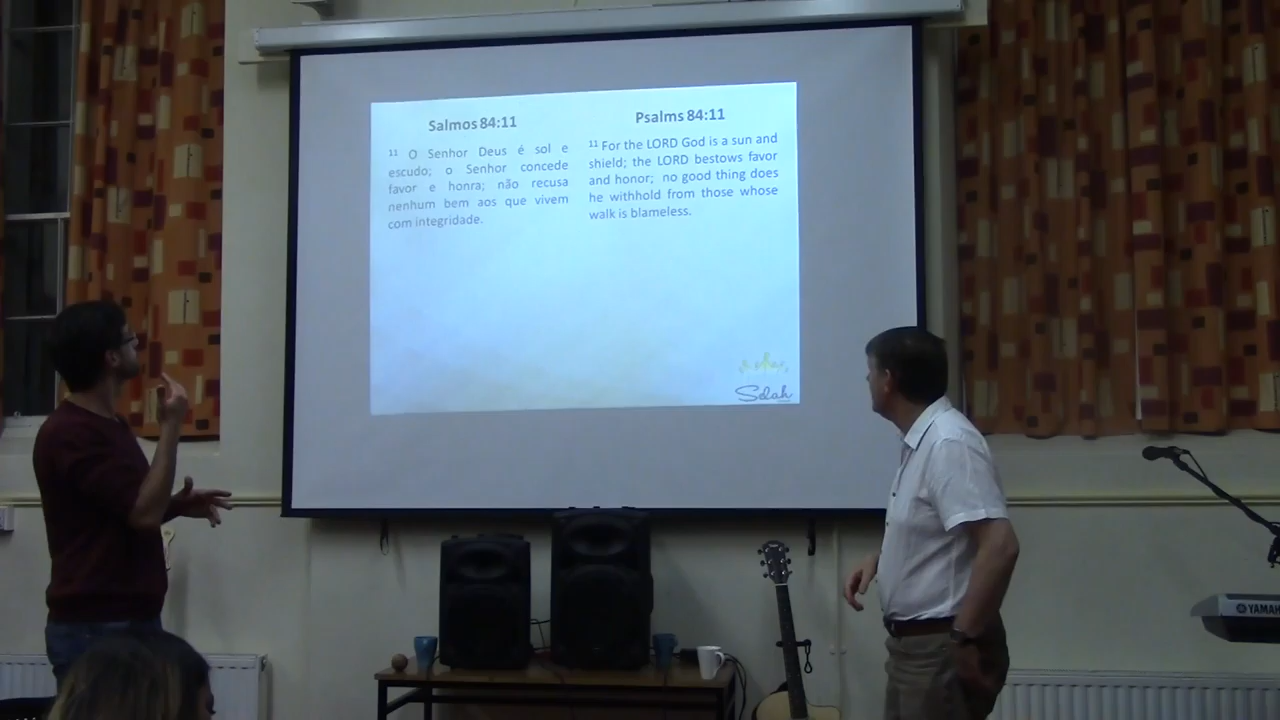 Salmos 84:11
11 O Senhor Deus é sol e
escudo; o Senhor concede
favor e honra; não recusa
nenhum bem aos que vivem
com integridade.
Psalms 84:11
11 For the LORD God is a sun and
shield; the LORD bestows favor
and honor; no good thing does
he withhold from those whose
walk is blameless.
Selah
YAMAH